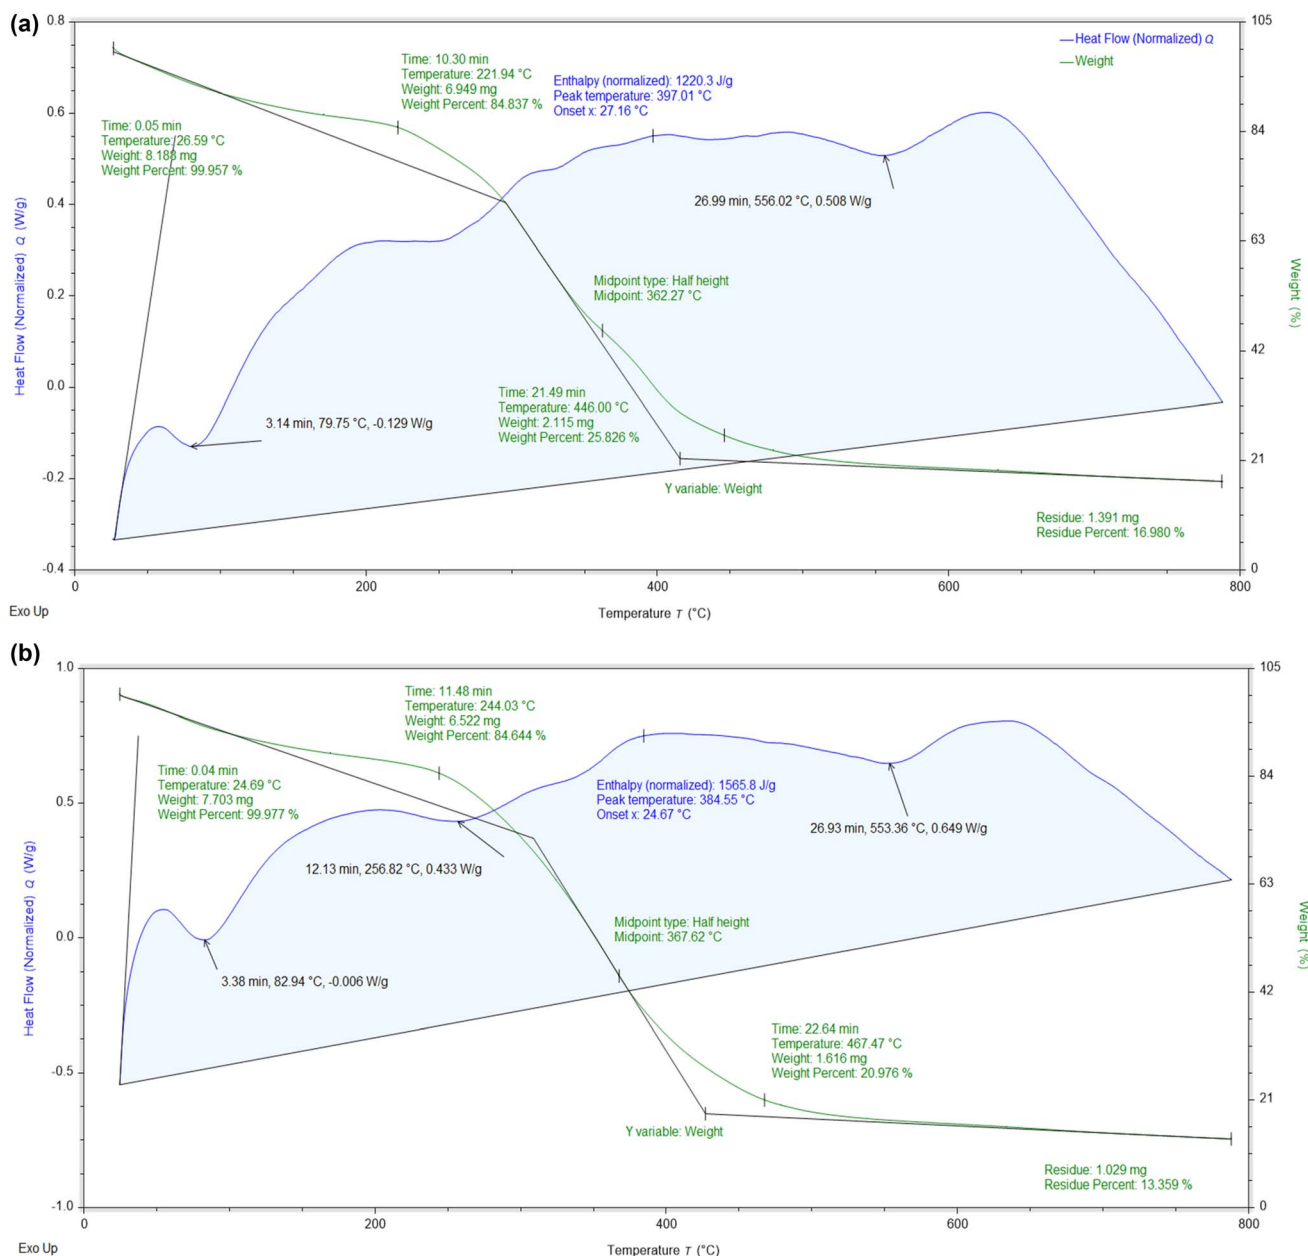 (a)
0.8
0.6
0.4
0.2
0.0
-0.2
-0.4
Heat Flow (Normalized) Q (W/g)
105
84
63
42
21
0
Weight (%)
Heat Flow (Normalized) Q
Weight
Time: 10.30 min
Temperature: 221.94 °C
Weight: 6.949 mg
Weight Percent: 84.837 %
Enthalpy (normalized): 1220.3 J/g
Peak temperature: 397.01 °C
Onset x: 27.16 °C
Time: 0.05 min
Temperature: 26.59 °C
Weight: 8.188 mg
Weight Percent: 99.957 %
26.99 min, 556.02 °C, 0.508 W/g
Midpoint type: Half height
Midpoint: 362.27 °C
3.14 min, 79.75 °C, -0.129 W/g
Time: 21.49 min
Temperature: 446.00 °C
Weight: 2.115 mg
Weight Percent: 25.826 %
Y variable: Weight
Residue: 1.391 mg
Residue Percent: 16.980 %
0 200 400 600 800
Exo Up
Temperature T (°C)
(b)
1.0
0.5
0.0
-0.5
-1.0
Heat Flow (Normalized) Q (W/g)
105
84
63
42
21
0
Weight (%)
Time: 11.48 min
Temperature: 244.03 °C
Weight: 6.522 mg
Weight Percent: 84.644 %
Time: 0.04 min
Temperature: 24.69 °C
Weight: 7.703 mg
Weight Percent: 99.977 %
Enthalpy (normalized): 1565.8 J/g
Peak temperature: 384.55 °C
Onset x: 24.67 °C
26.93 min, 553.36 °C, 0.649 W/g
12.13 min, 256.82 °C, 0.433 W/g
Midpoint type: Half height
Midpoint: 367.62 °C
3.38 min, 82.94 °C, -0.006 W/g
Time: 22.64 min
Temperature: 467.47 °C
Weight: 1.616 mg
Weight Percent: 20.976 %
Y variable: Weight
Residue: 1.029 mg
Residue Percent: 13.359 %
0 200 400 600 800
Exo Up
Temperature T (°C)